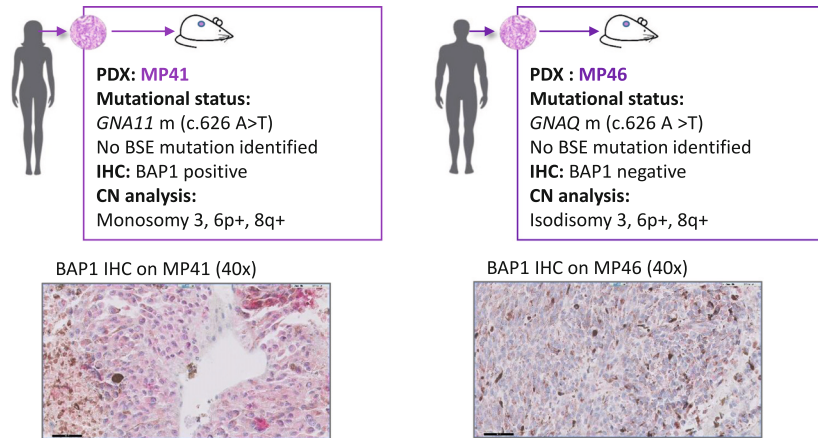 PDX: MP41
Mutational status:
GNA11 m (c.626 A>T)
No BSE mutation identified
IHC: BAP1 positive
CN analysis:
Monosomy 3, 6p+, 8q+
BAP1 IHC on MP41 (40x)
PDX : MP46
Mutational status:
GNAQ m (c.626 A >T)
No BSE mutation identified
IHC: BAP1 negative
CN analysis:
Isodisomy 3, 6p+, 8q+
BAP1 IHC on MP46 (40x)